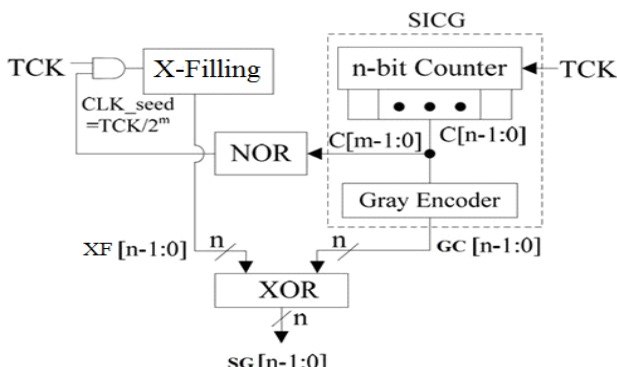 SICG
TCK
X-Filling
n-bit Counter
TCK
CLK_seed
=TCK/2^m
NOR
C[m-1:0]
C[n-1:0]
Gray Encoder
XF [n-1:0]
n
n
GC [n-1:0]
XOR
n
SG[n-1:0]